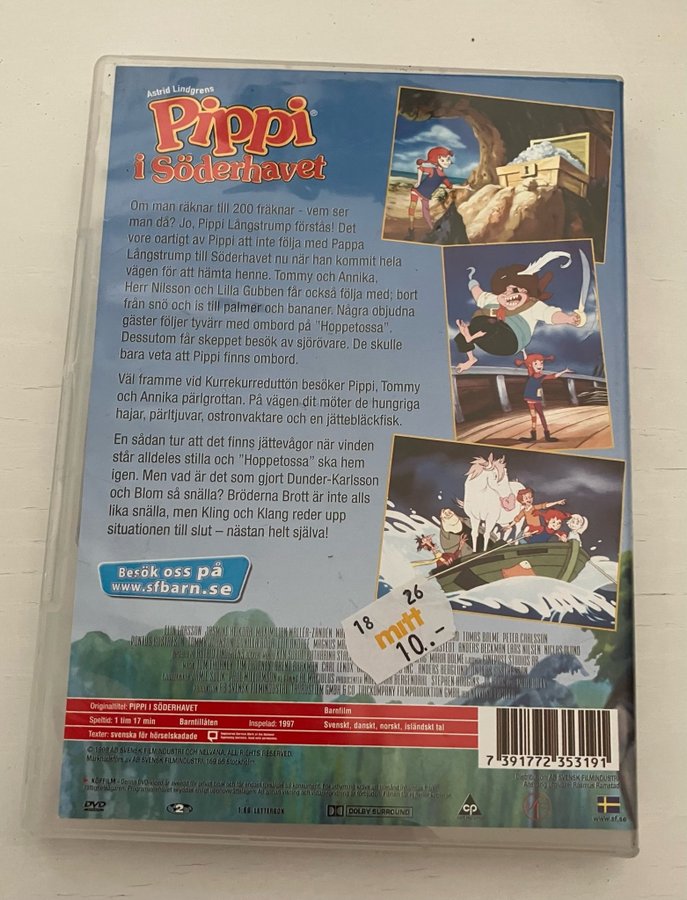 Astrid Lindgrens
Pippi®
i Söderhavet
Om man räknar till 200 fräknar - vem ser
man då? Jo, Pippi Långstrump förstås! Det
vore oartigt av Pippi att inte följa med Pappa
Långstrump till Söderhavet nu när han kommit hela
vägen för att hämta henne. Tommy och Annika,
Herr Nilsson och Lilla Gubben får också följa med; bort
från snö och is till palmer och bananer. Några objudna
gäster följer tyvärr med ombord på "Hoppetossa".
Dessutom får skeppet besök av sjörövare. De skulle
bara veta att Pippi finns ombord.
Väl framme vid Kurrekurreduttön besöker Pippi, Tommy
och Annika pärlgrottan. På vägen dit möter de hungriga
hajar, pärltjuvar, ostronvaktare och en jättebläckfisk.
En sådan tur att det finns jättevågor när vinden
står alldeles stilla och "Hoppetossa" ska hem
igen. Men vad är det som gjort Dunder-Karlsson
och Blom så snälla? Bröderna Brott är inte alls
lika snälla, men Kling och Klang reder upp
situationen till slut – nästan helt själva!
Besök oss på
www.sfbarn.se
18 26
mitt
10.-
Originaltitel: PIPPI I SÖDERHAVET Barnfilm
Speltid: 1 tim 17 min Barntillåten Inspelad: 1997 Svenskt, danskt, norskt, isländskt tal
Texter: svenska för hörselskadade
7 391772 353191
DVD 2 1.66 LETTERBOX DOLBY SURROUND cp
www.sf.se